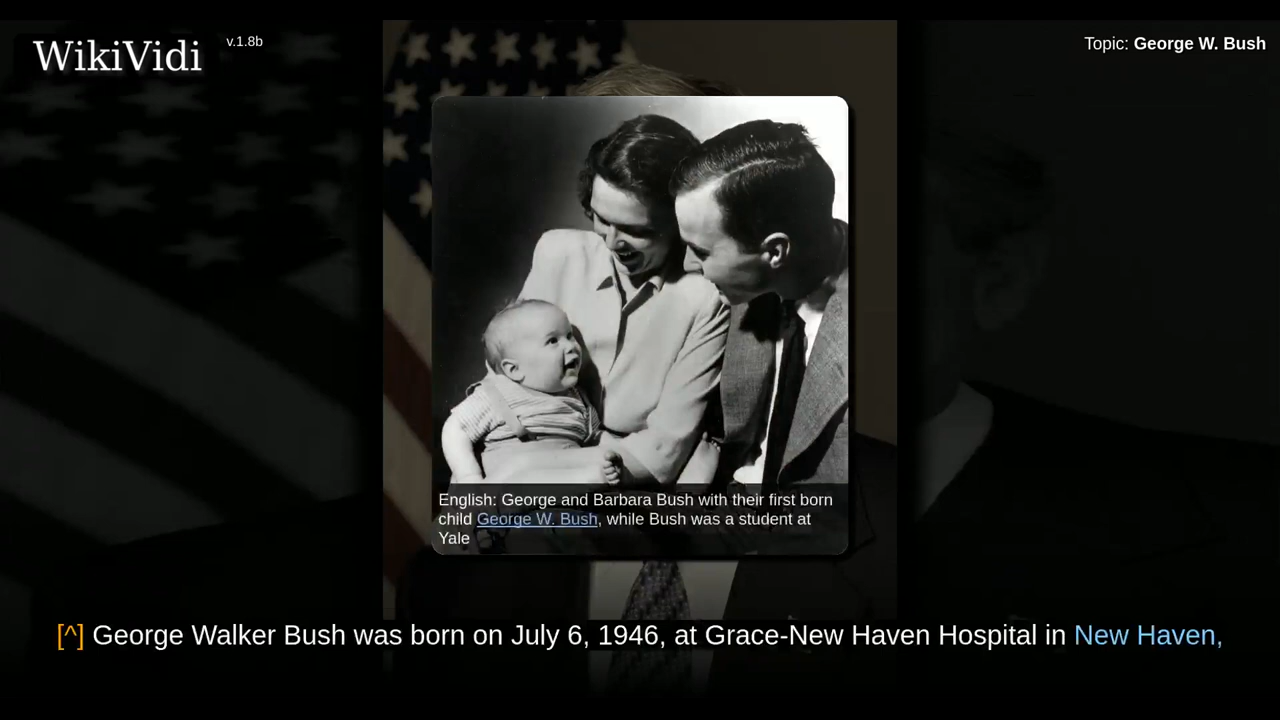 WikiVidi
v.1.8b
Topic: George W. Bush
English: George and Barbara Bush with their first born
child George W. Bush, while Bush was a student at
Yale
[^] George Walker Bush was born on July 6, 1946, at Grace-New Haven Hospital in New Haven,